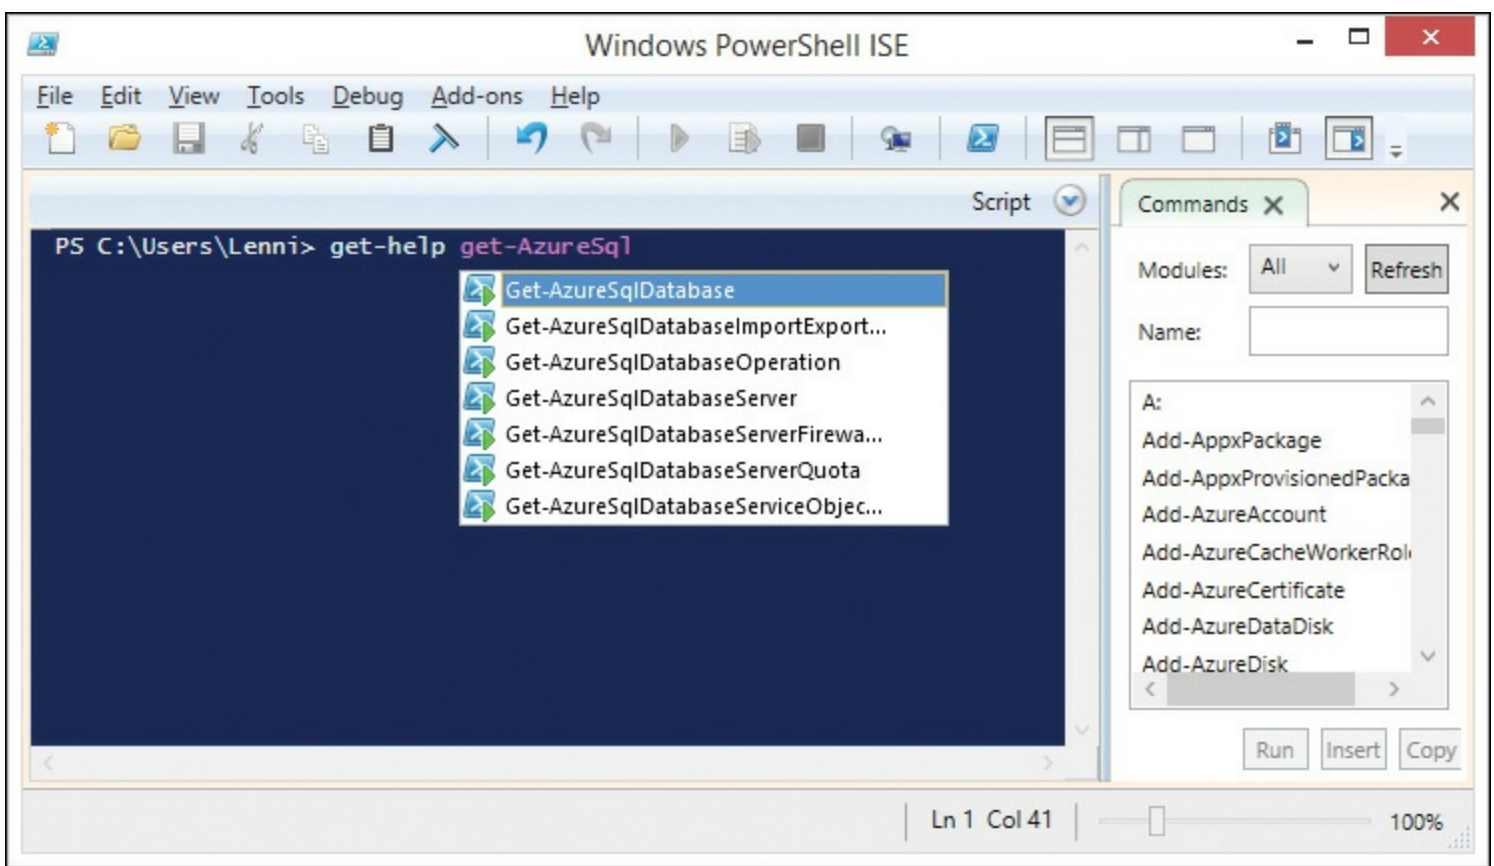 Windows PowerShell ISE
File Edit View Tools Debug Add-ons Help
Script
PS C:\Users\Lenni> get-help get-AzureSql
Get-AzureSqlDatabase
Get-AzureSqlDatabaseImportExport...
Get-AzureSqlDatabaseOperation
Get-AzureSqlDatabaseServer
Get-AzureSqlDatabaseServerFirewa...
Get-AzureSqlDatabaseServerQuota
Get-AzureSqlDatabaseServiceObjec...
Commands
Modules: All Refresh
Name:
A:
Add-AppxPackage
Add-AppxProvisionedPacka
Add-AzureAccount
Add-AzureCacheWorkerRol
Add-AzureCertificate
Add-AzureDataDisk
Add-AzureDisk
Run Insert Copy
Ln 1 Col 41
100%